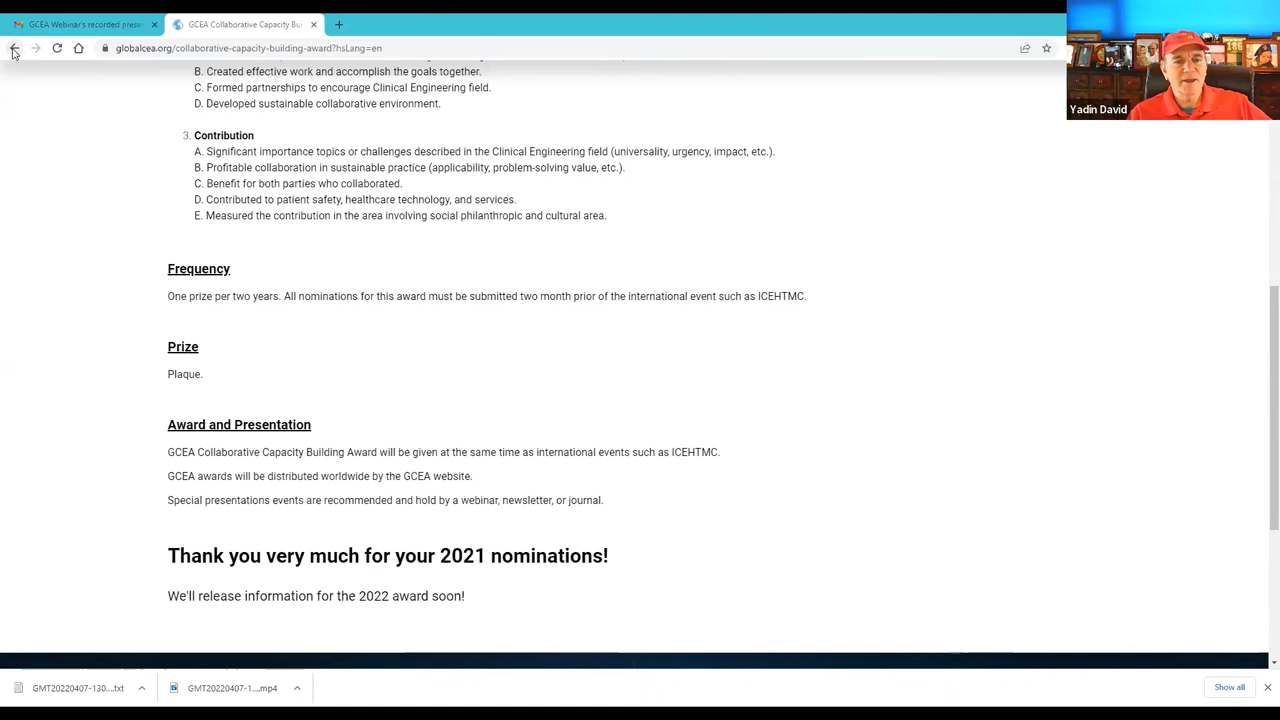 GCEA Webinar's recorded prese
GCEA Collaborative Capacity Bu
globalcea.org/collaborative-capacity-building-award?hsLang=en
186
Yadin David
B. Created effective work and accomplish the goals together.
C. Formed partnerships to encourage Clinical Engineering field.
D. Developed sustainable collaborative environment.
3. Contribution
A. Significant importance topics or challenges described in the Clinical Engineering field (universality, urgency, impact, etc.).
B. Profitable collaboration in sustainable practice (applicability, problem-solving value, etc.).
C. Benefit for both parties who collaborated.
D. Contributed to patient safety, healthcare technology, and services.
E. Measured the contribution in the area involving social philanthropic and cultural area.
Frequency
One prize per two years. All nominations for this award must be submitted two month prior of the international event such as ICEHTMC.
Prize
Plaque.
Award and Presentation
GCEA Collaborative Capacity Building Award will be given at the same time as international events such as ICEHTMC.
GCEA awards will be distributed worldwide by the GCEA website.
Special presentations events are recommended and hold by a webinar, newsletter, or journal.
Thank you very much for your 2021 nominations!
We'll release information for the 2022 award soon!
GMT20220407-130....txt
GMT20220407-1....mp4
Show all